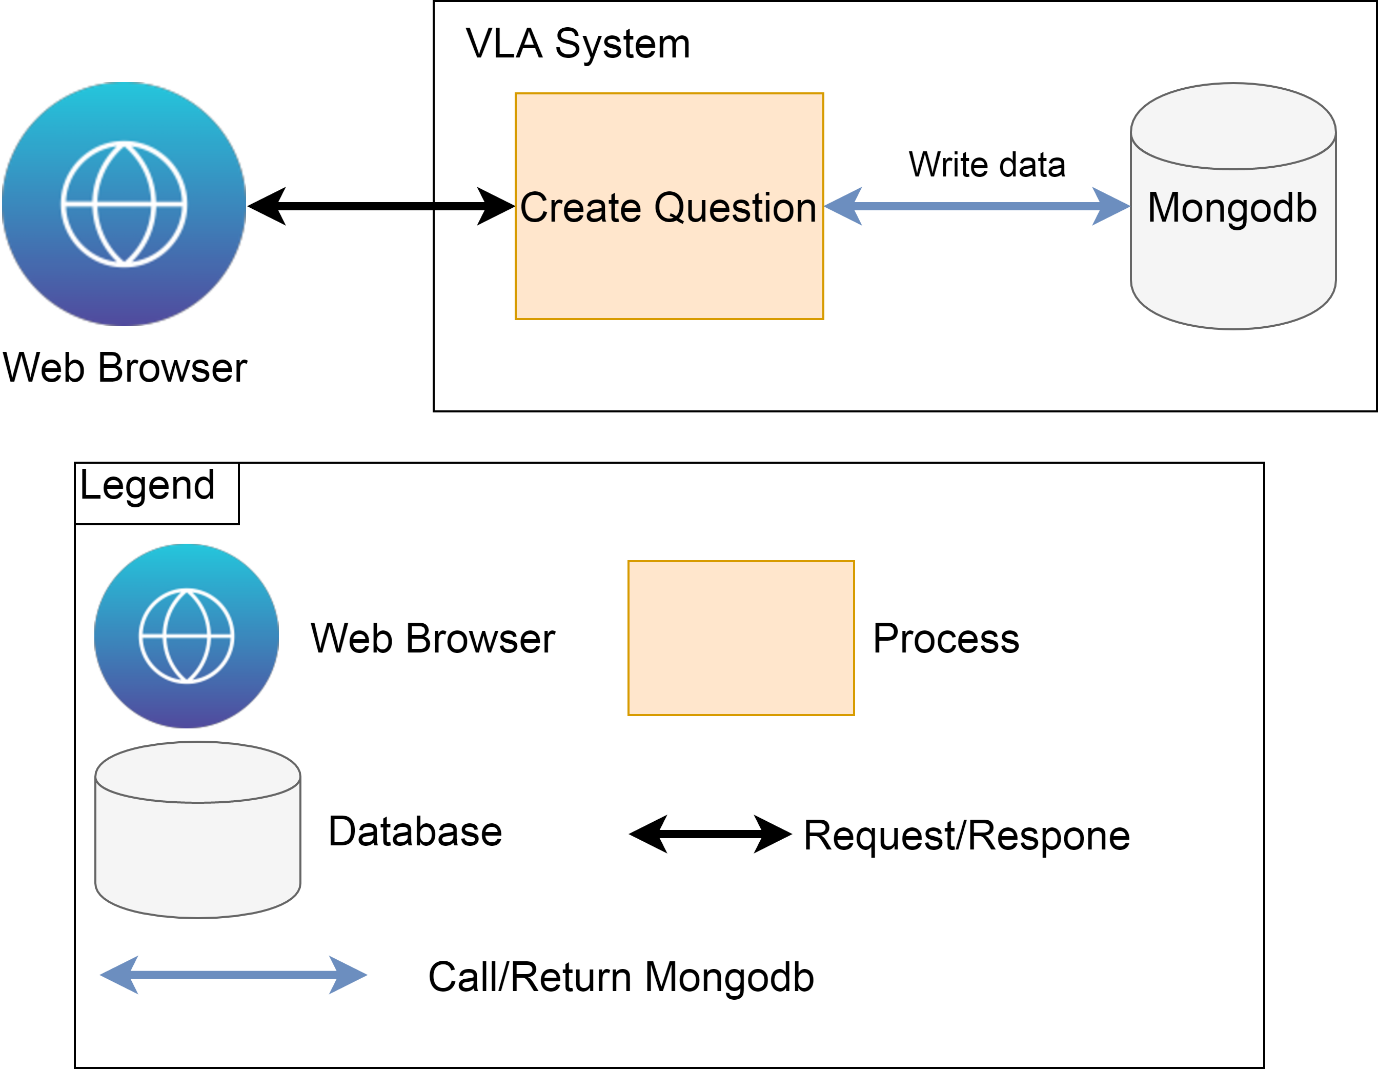 VLA System
Create Question
Write data
Mongodb
Web Browser
Legend
Web Browser
Process
Database
Request/Respone
Call/Return Mongodb